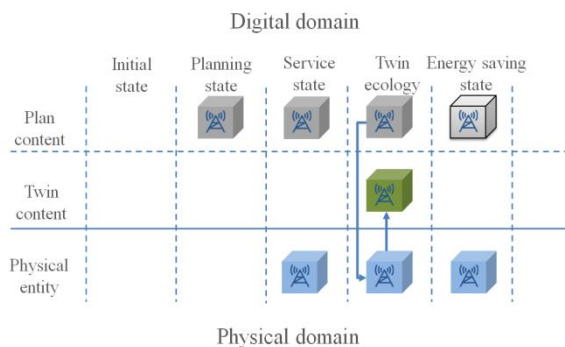 Digital domain
Initial state
Planning state
Service state
Twin ecology
Energy saving state
Plan content
Twin content
Physical entity
Physical domain